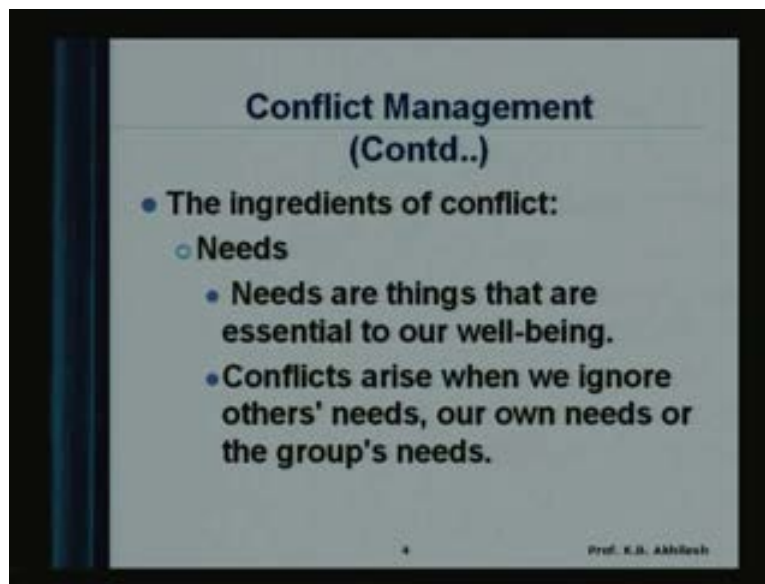 Conflict Management
(Contd..)
• The ingredients of conflict:
○ Needs
• Needs are things that are
essential to our well-being.
• Conflicts arise when we ignore
others' needs, our own needs or
the group's needs.
4
Prof. K.B. Akhilesh